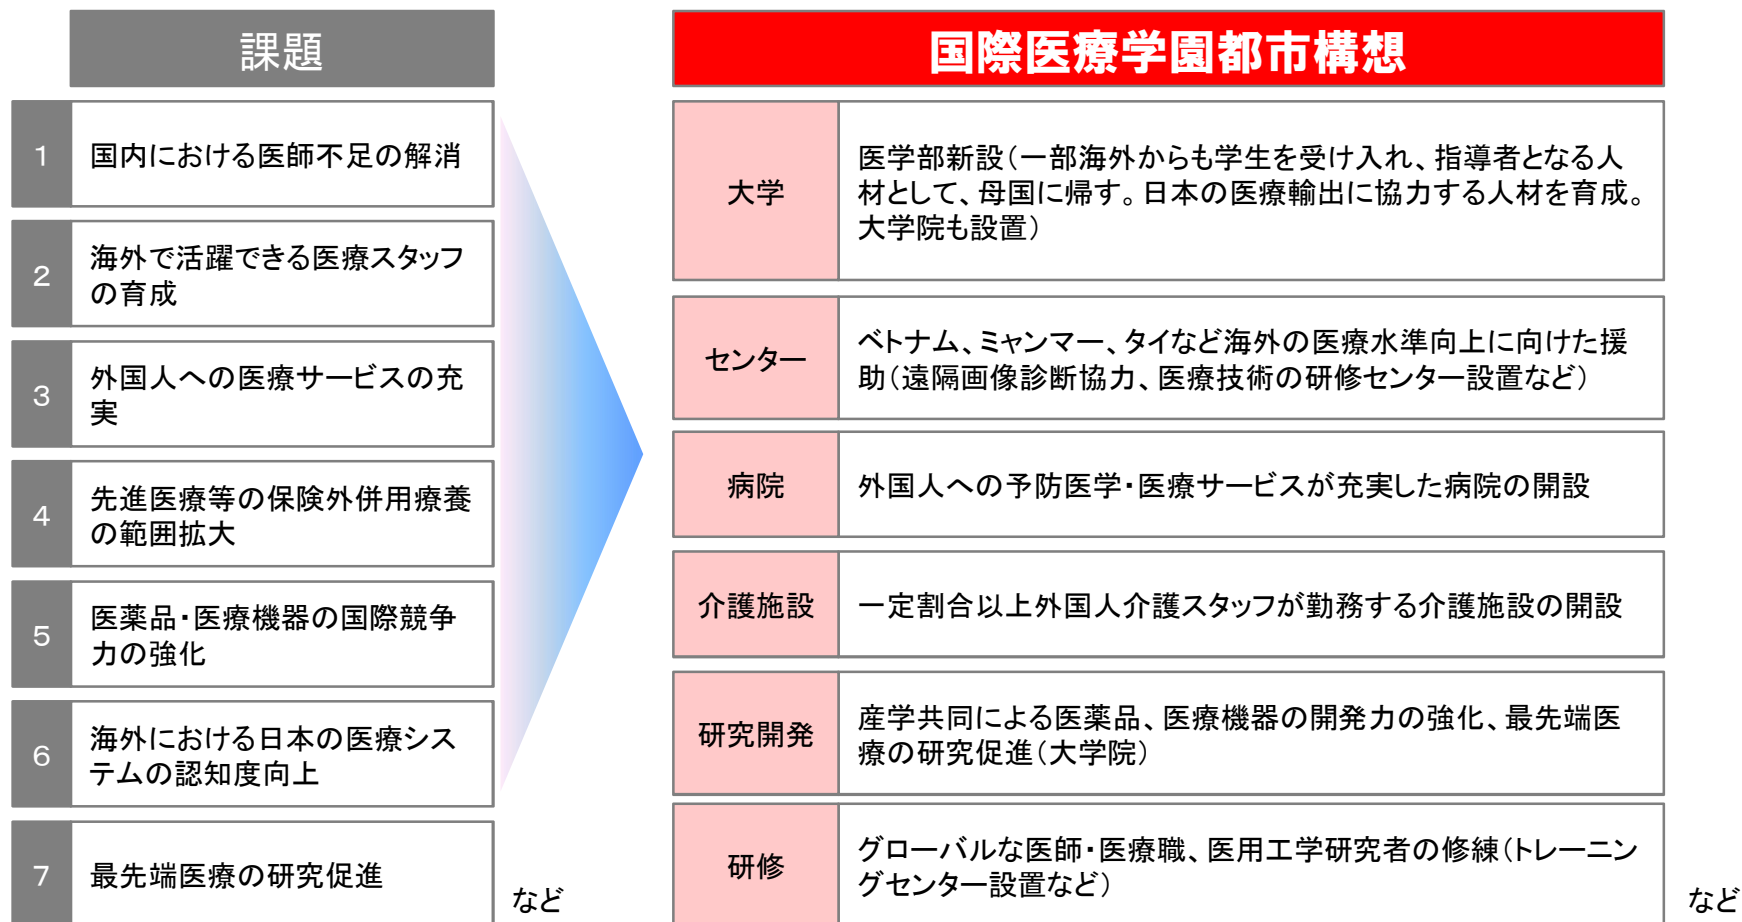 課題
1
国内における医師不足の解消
2
海外で活躍できる医療スタッフ
の育成
3
外国人への医療サービスの充
実
4
先進医療等の保険外併用療養
の範囲拡大
5
医薬品・医療機器の国際競争
力の強化
6
海外における日本の医療シス
テムの認知度向上
7
最先端医療の研究促進
など
国際医療学園都市構想
大学
医学部新設（一部海外からも学生を受け入れ、指導者となる人
材として、母国に帰す。日本の医療輸出に協力する人材を育成。
大学院も設置）
センター
ベトナム、ミャンマー、タイなど海外の医療水準向上に向けた援
助（遠隔画像診断協力、医療技術の研修センター設置など）
病院
外国人への予防医学・医療サービスが充実した病院の開設
介護施設
一定割合以上外国人介護スタッフが勤務する介護施設の開設
研究開発
産学共同による医薬品、医療機器の開発力の強化、最先端医
療の研究促進（大学院）
研修
グローバルな医師・医療職、医用工学研究者の修練（トレーニン
グセンター設置など）
など